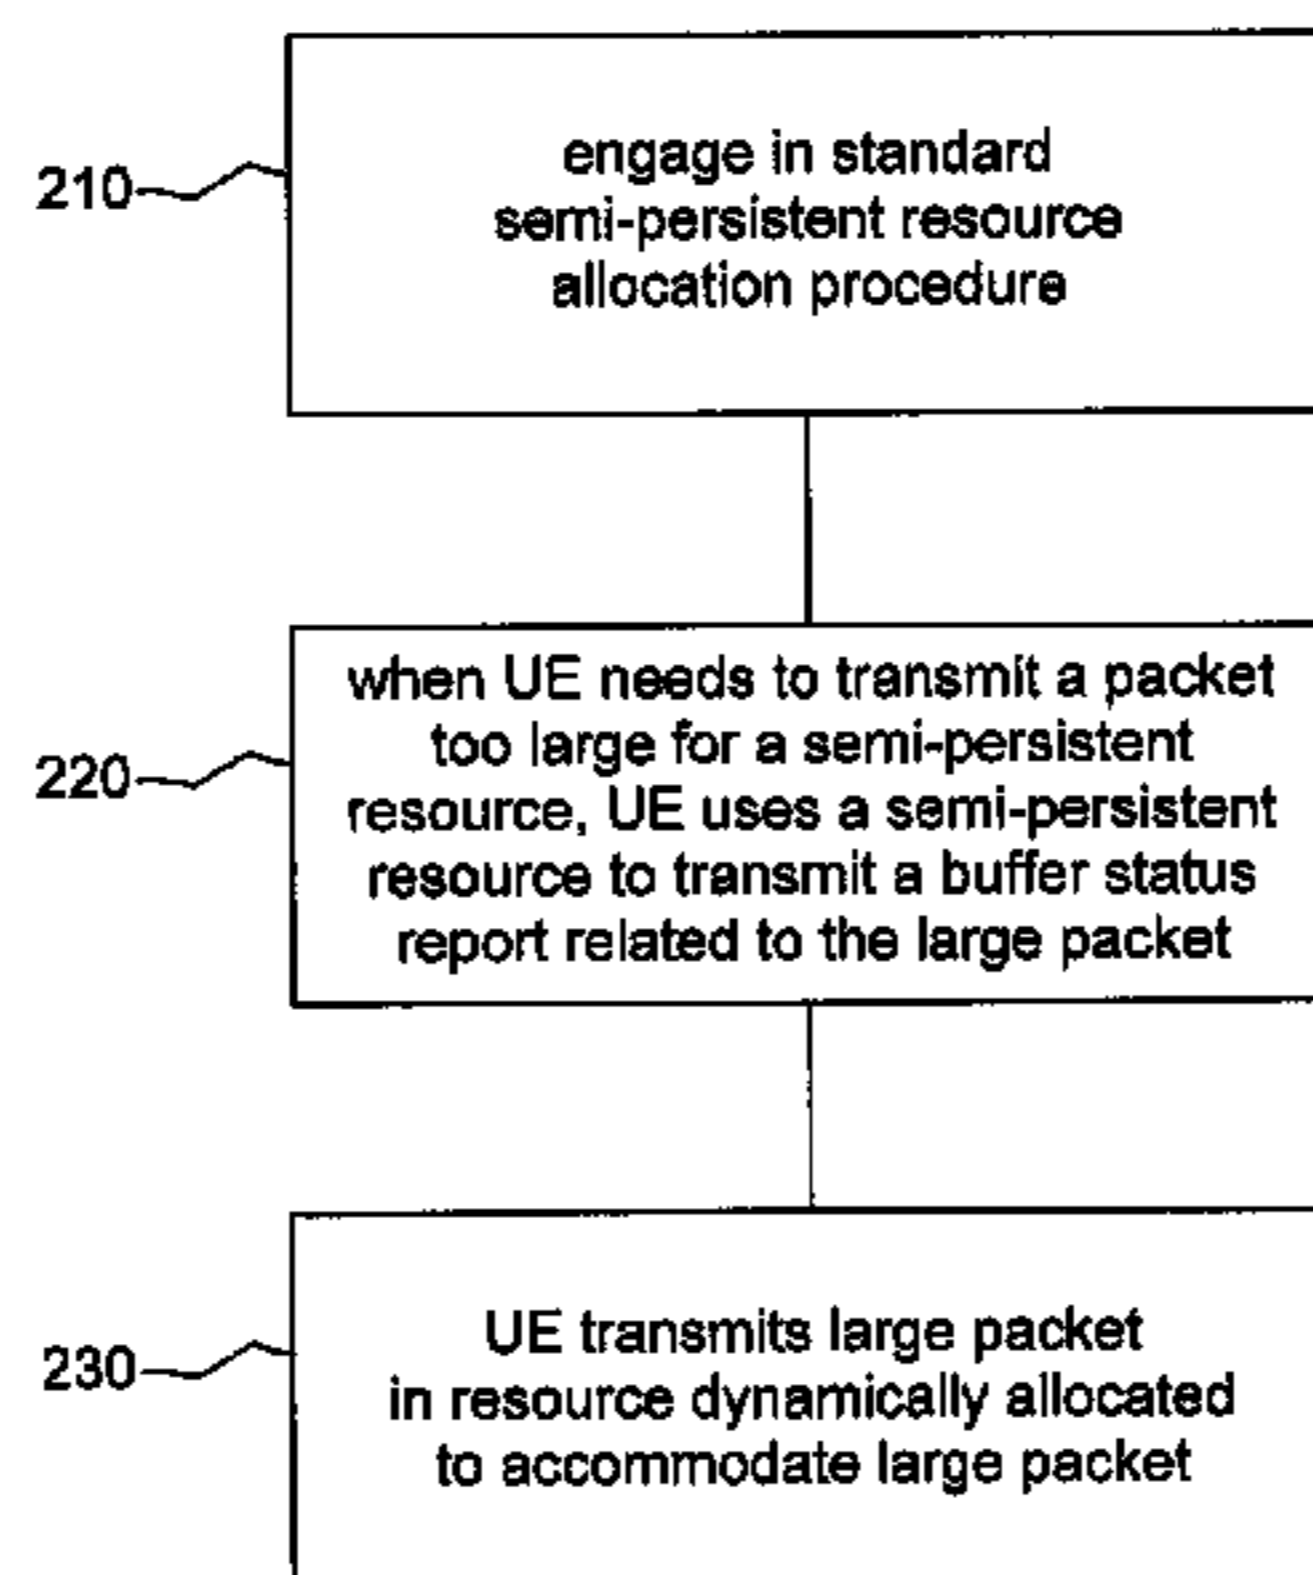 210
engage in standard
semi-persistent resource
allocation procedure
220
when UE needs to transmit a packet
too large for a semi-persistent
resource, UE uses a semi-persistent
resource to transmit a buffer status
report related to the large packet
230
UE transmits large packet
in resource dynamically allocated
to accommodate large packet